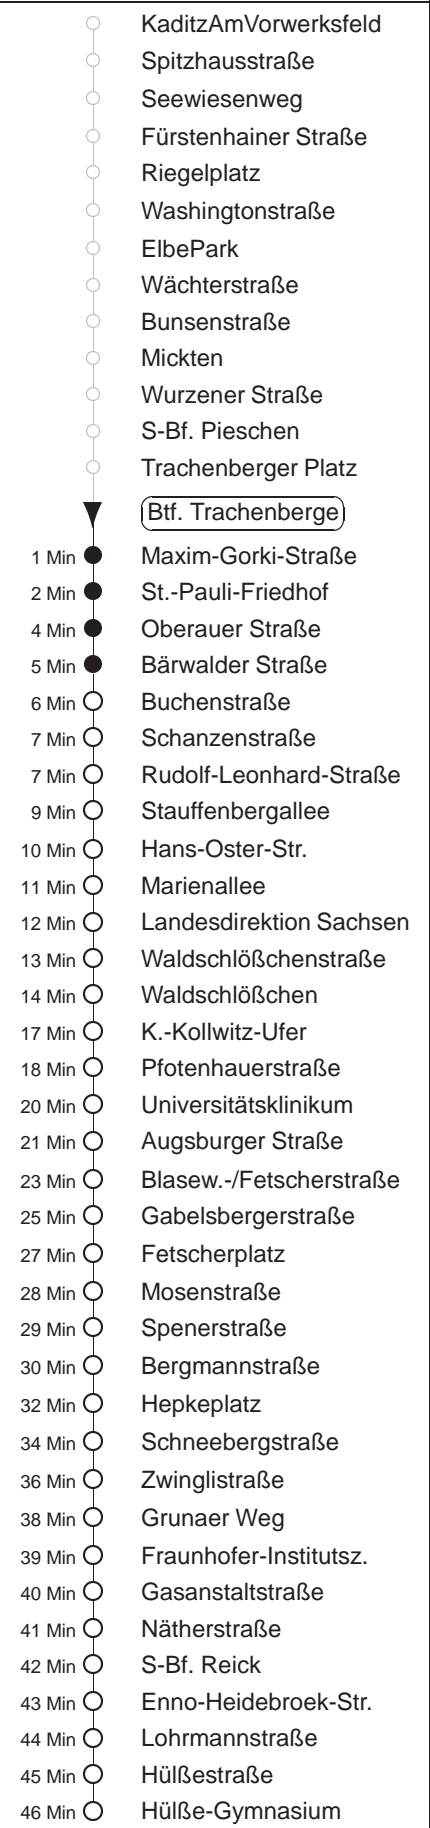 KaditzAmVorwerksfeld
Spitzhausstraße
Seewiesenweg
Fürstenhainer Straße
Riegelplatz
Washingtonstraße
ElbePark
Wächterstraße
Bunsenstraße
Mickten
Wurzener Straße
S-Bf. Pieschen
Trachenberger Platz
Btf. Trachenberge
1 Min Maxim-Gorki-Straße
2 Min St.-Pauli-Friedhof
4 Min Oberauer Straße
5 Min Bärwalder Straße
6 Min Buchenstraße
7 Min Schanzenstraße
7 Min Rudolf-Leonhard-Straße
9 Min Stauffenbergallee
10 Min Hans-Oster-Str.
11 Min Marienallee
12 Min Landesdirektion Sachsen
13 Min Waldschlößchenstraße
14 Min Waldschlößchen
17 Min K.-Kollwitz-Ufer
18 Min Pfotenhauerstraße
20 Min Universitätsklinikum
21 Min Augsburger Straße
23 Min Blasew.-/Fetscherstraße
25 Min Gabelsbergerstraße
27 Min Fetscherplatz
28 Min Mosenstraße
29 Min Spenerstraße
30 Min Bergmannstraße
32 Min Hepkeplatz
34 Min Schneebergstraße
36 Min Zwinglistraße
38 Min Grunaer Weg
39 Min Fraunhofer-Institutsz.
40 Min Gasanstaltstraße
41 Min Nätherstraße
42 Min S-Bf. Reick
43 Min Enno-Heidebroek-Str.
44 Min Lohrmannstraße
45 Min Hülßestraße
46 Min Hülße-Gymnasium